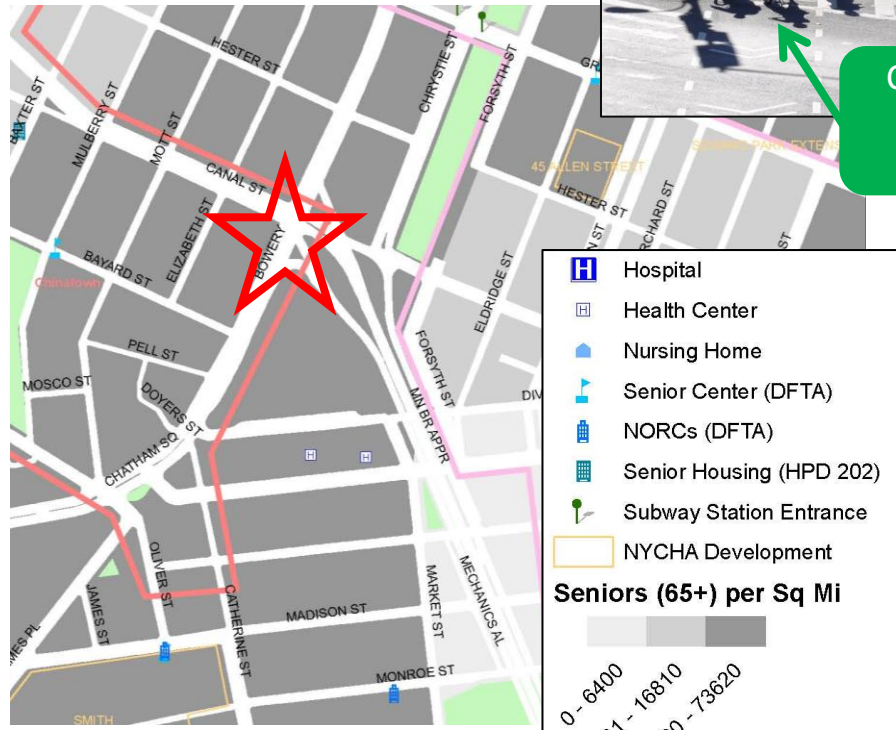 HESTER ST
CHRYSTIE ST
FORSYTH ST
BAXTER ST
MULBERRY ST
MOTT ST
CANAL ST
45 ALLEN STREET
HESTER ST
ELIZABETH ST
BOWERY
BAYARD ST
Chinatown
ELDRIDGE ST
PELL ST
MOSCO ST
DOYERS ST
FORSYTH ST
CHATHAM SQ
MN BR APPR
OLIVER ST
JAMES ST
CATHERINE ST
MADISON ST
MARKET ST
MECHANICS AL
MONROE ST
SMITH
Hospital
Health Center
Nursing Home
Senior Center (DFTA)
NORCs (DFTA)
Senior Housing (HPD 202)
Subway Station Entrance
NYCHA Development
Seniors (65+) per Sq Mi
0 - 6400
- 16810
- 73620